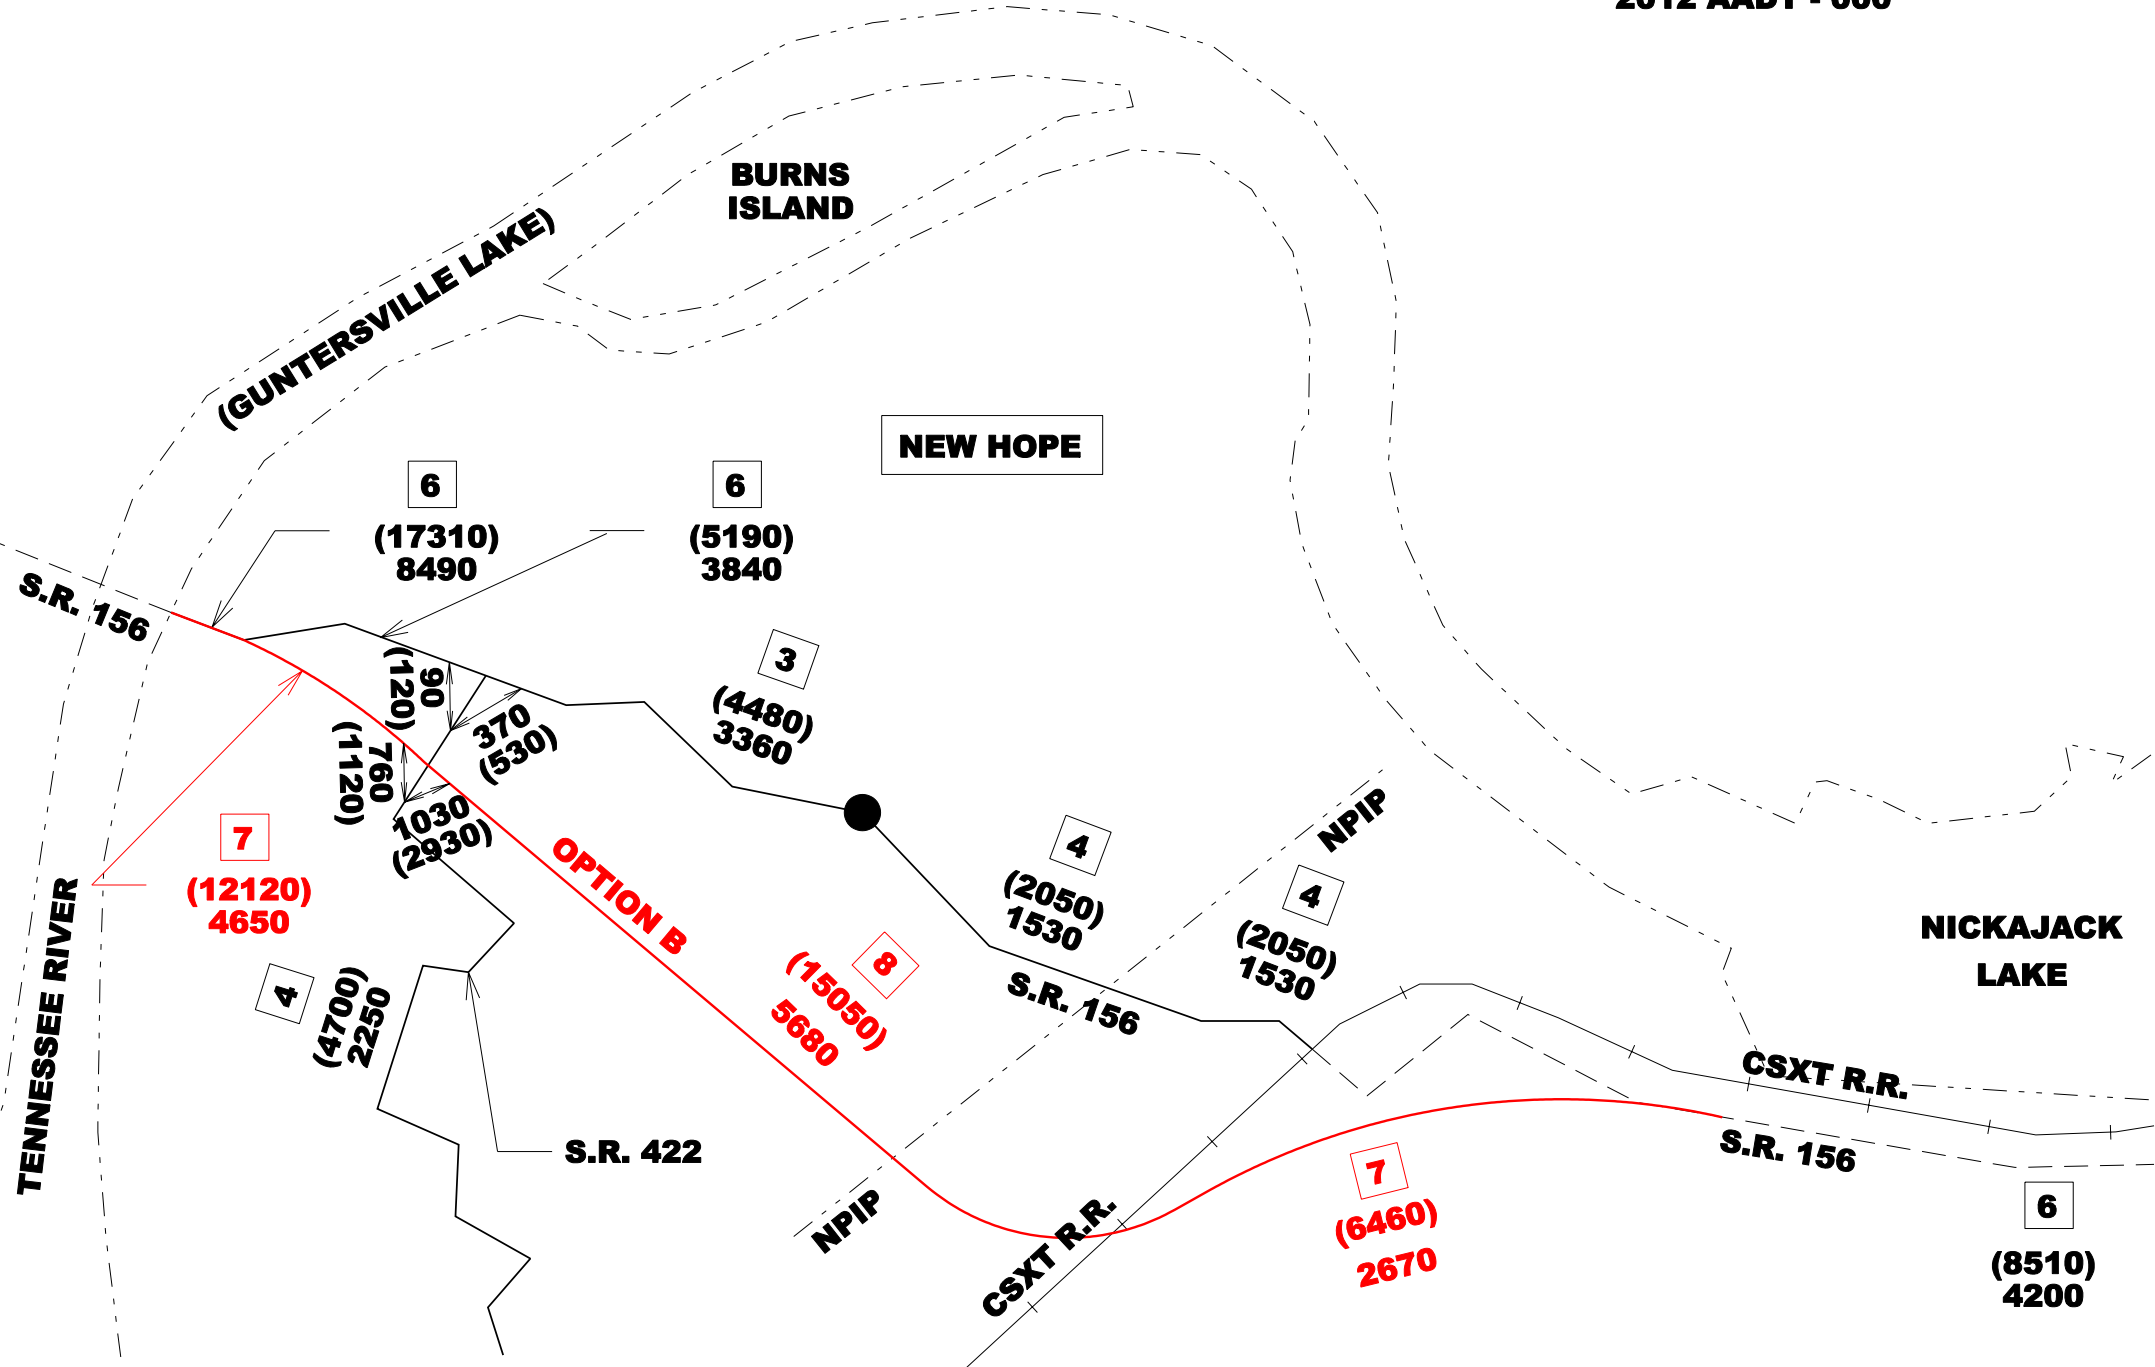 2012 AADT - 000
BURNS
ISLAND
(GUNTERSVILLE LAKE)
NEW HOPE
6
(17310)
8490
6
(5190)
3840
S.R. 156
90
(120)
370
(530)
3
(4480)
3360
760
(1120)
1030
(2930)
7
(12120)
4650
OPTION B
4
(2050)
1530
NPIP
4
(2050)
1530
NICKAJACK
LAKE
TENNESSEE RIVER
4
(4700)
2250
8
(15050)
5680
S.R. 156
CSXT R.R.
S.R. 422
S.R. 156
7
(6460)
2670
NPIP
CSXT R.R.
6
(8510)
4200